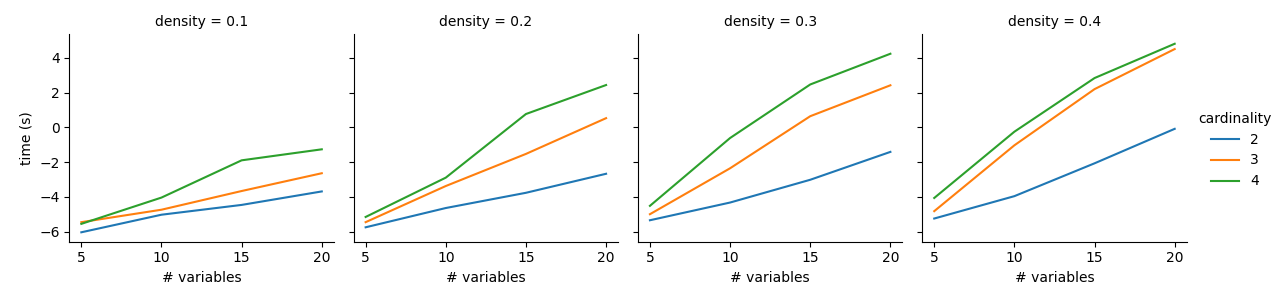 density = 0.1
density = 0.2
density = 0.3
density = 0.4
time (s)
4
2
0
−2
−4
−6
5 10 15 20
5 10 15 20
5 10 15 20
5 10 15 20
# variables
# variables
# variables
# variables
cardinality
2
3
4